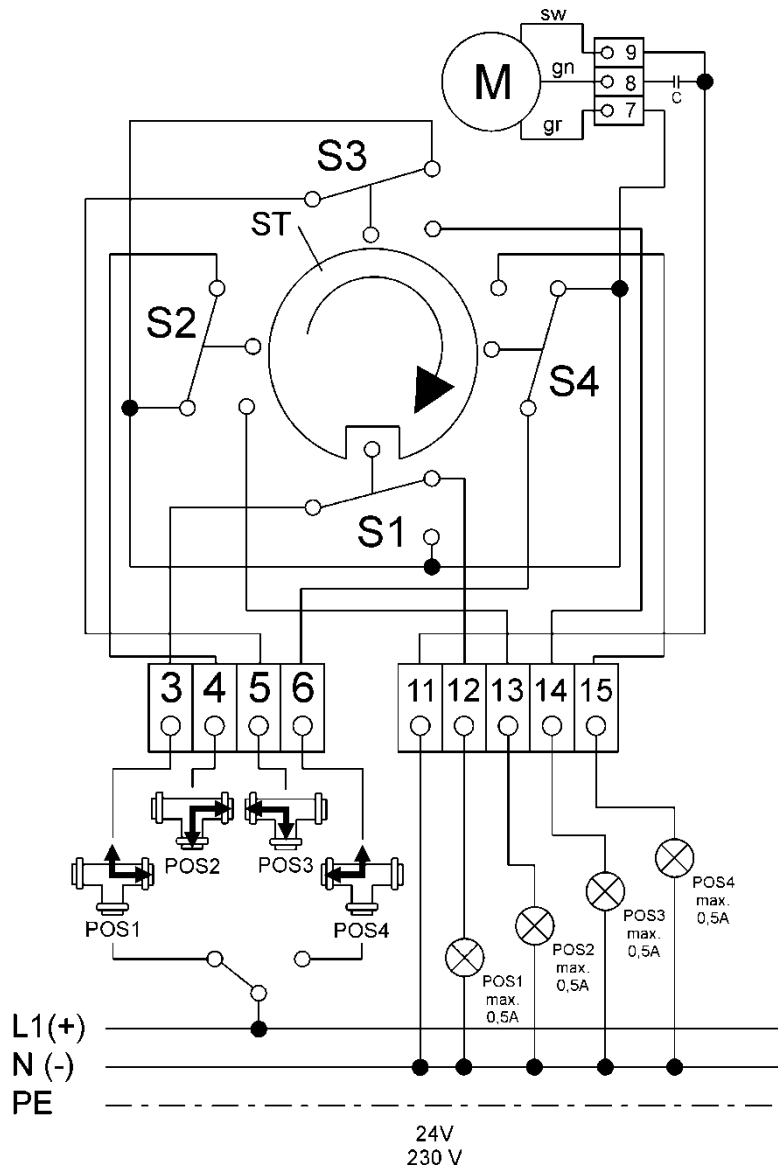 sw
9
gn
M
8
C
gr
7
S3
ST
S2
S4
S1
3 4 5 6
11 12 13 14 15
POS2
POS3
POS1
POS4
POS4
max.
0,5A
POS3
max.
0,5A
POS2
max.
0,5A
POS1
max.
0,5A
L1(+)
N (-)
PE
24V
230 V